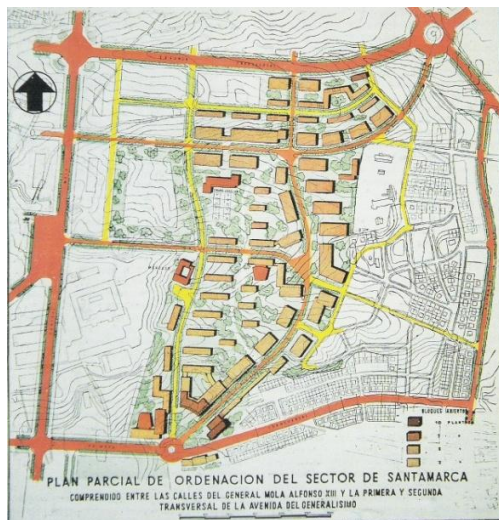 BLOQUES ABIERTOS
10 PLANTAS
PLAN PARCIAL DE ORDENACION DEL SECTOR DE SANTAMARCA
COMPRENDIDO ENTRE LAS CALLES DEL GENERAL MOLA ALFONSO XIII Y LA PRIMERA Y SEGUNDA
TRANSVERSAL DE LA AVENIDA DEL GENERALISIMO